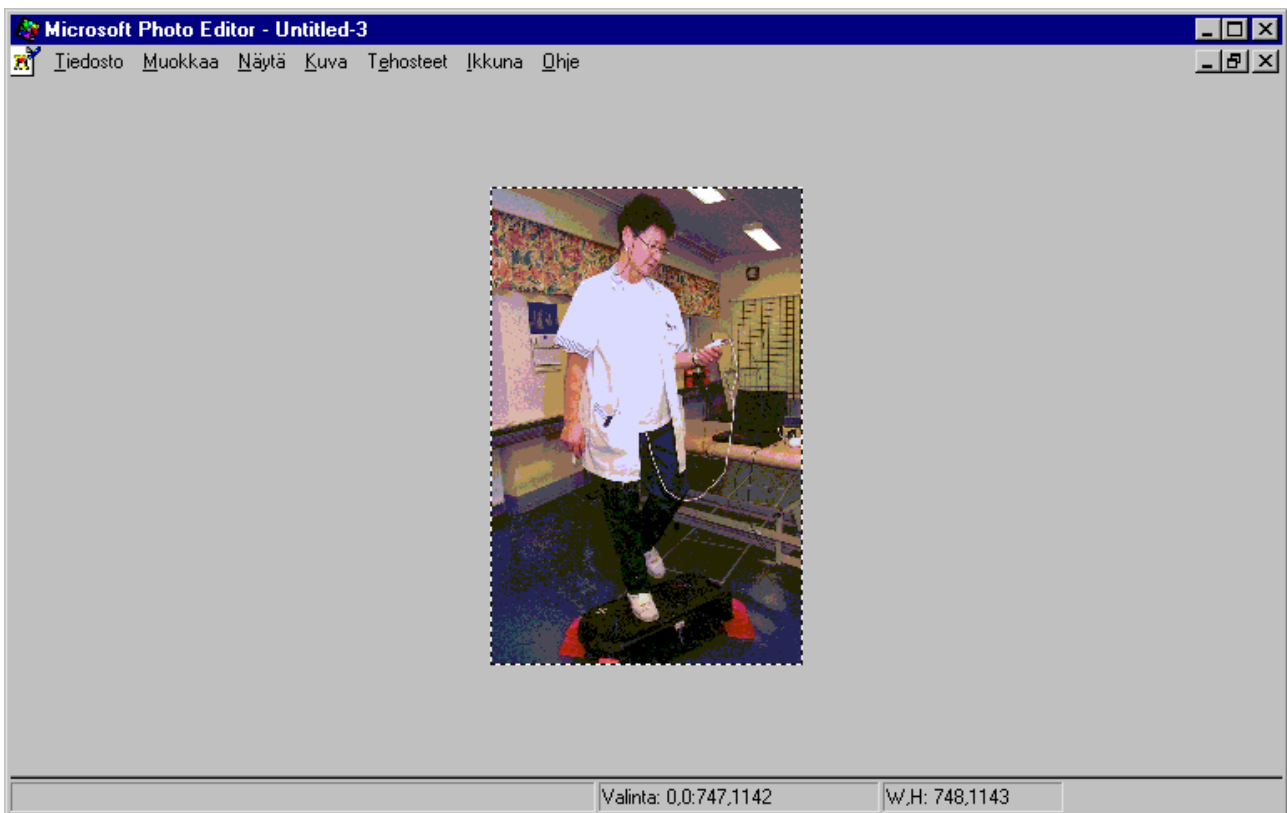 Microsoft Photo Editor - Untitled-3
Tiedosto Muokkaa Näytä Kuva Tehosteet Ikkuna Ohje
Valinta: 0,0:747,1142 W,H: 748,1143